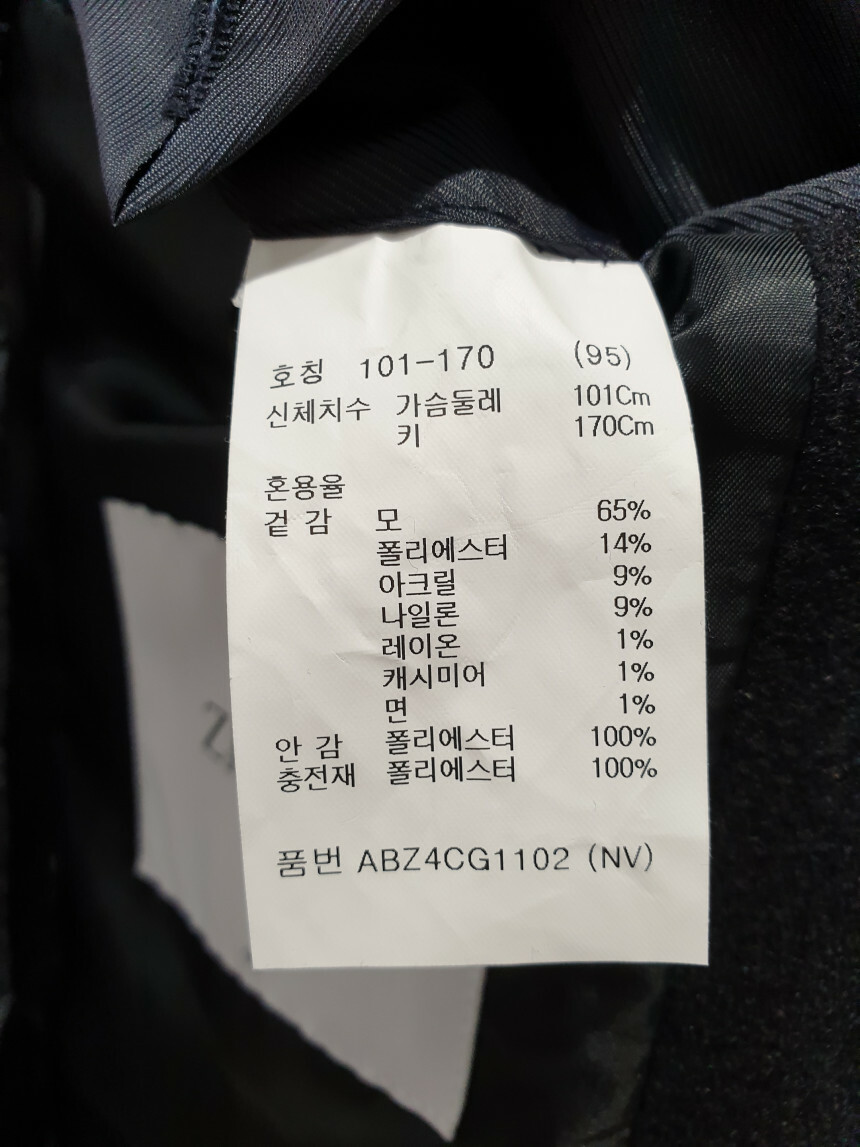 호칭 101-170 (95)
신체치수 가슴둘레 101Cm
키 170Cm
혼용율
겉 감 모 65%
폴리에스터 14%
아크릴 9%
나일론 9%
레이온 1%
캐시미어 1%
면 1%
안 감 폴리에스터 100%
충전재 폴리에스터 100%
품번 ABZ4CG1102 (NV)